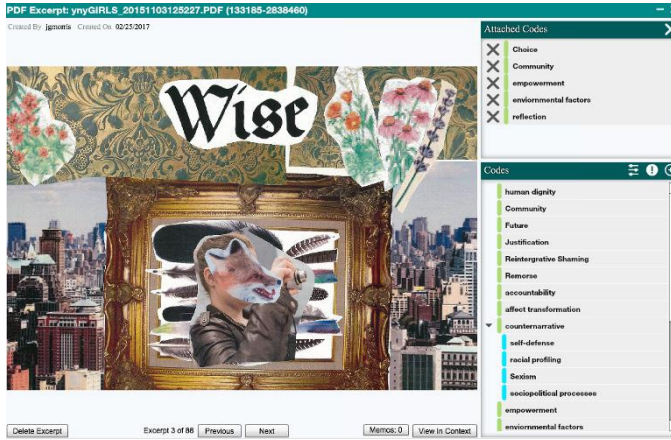 PDF Excerpt: ynyGIRLS_20151103125227.PDF (133185-2838460)
Created By jgmorris Created On 02/25/2017
Wise
Delete Excerpt
Excerpt 3 of 86
Previous
Next
Memos: 0
View In Context
Attached Codes
Choice
Community
empowerment
enviornmental factors
reflection
Codes
human dignity
Community
Future
Justification
Reintergrative Shaming
Remorse
accountability
affect transformation
counternarrative
self-defense
racial profiling
Sexism
sociopolitical processes
empowerment
enviornmental factors